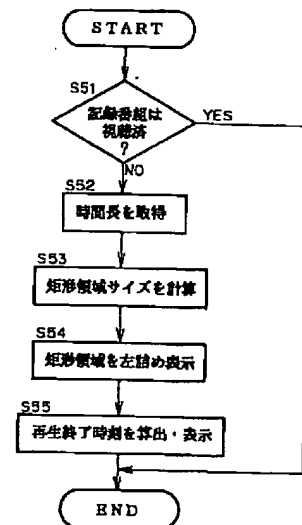 START
S51
記録番組は
視聴済
?
YES
NO
S52
時間長を取得
S53
矩形領域サイズを計算
S54
矩形領域を左詰め表示
S55
再生終了時刻を算出・表示
END